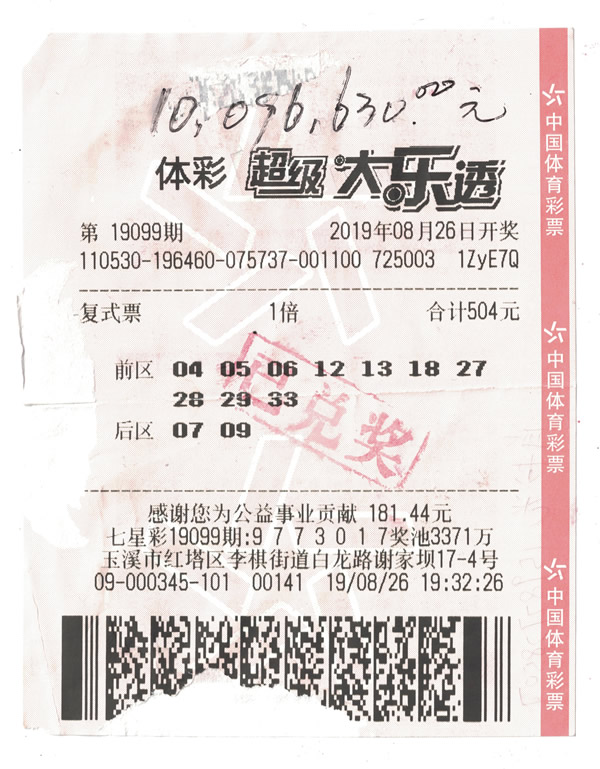 10,096,630.00元
体彩 超级大乐透
第 19099期 2019年08月26日开奖
110530-196460-075737-001100 725003 1ZyE7Q
复式票 1倍 合计504元
前区 04 05 06 12 13 18 27
28 29 33
后区 07 09
已兑奖
感谢您为公益事业贡献 181.44元
七星彩19099期:9773017奖池3371万
玉溪市红塔区李棋街道白龙路谢家坝17-4号
09-000345-101 00141 19/08/26 19:32:26
中国体育彩票
中国体育彩票
中国体育彩票